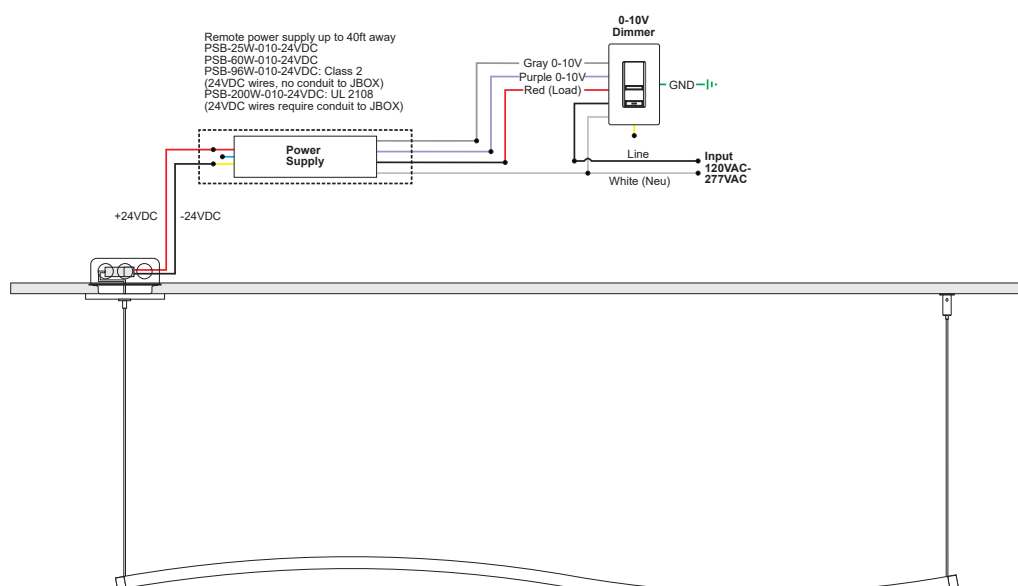 0-10V
Dimmer
Remote power supply up to 40ft away
PSB-25W-010-24VDC
PSB-60W-010-24VDC
PSB-96W-010-24VDC: Class 2
(24VDC wires, no conduit to JBOX)
PSB-200W-010-24VDC: UL 2108
(24VDC wires require conduit to JBOX)
Gray 0-10V
Purple 0-10V
Red (Load)
GND
Power
Supply
Line
White (Neu)
Input
120VAC-
277VAC
+24VDC
-24VDC